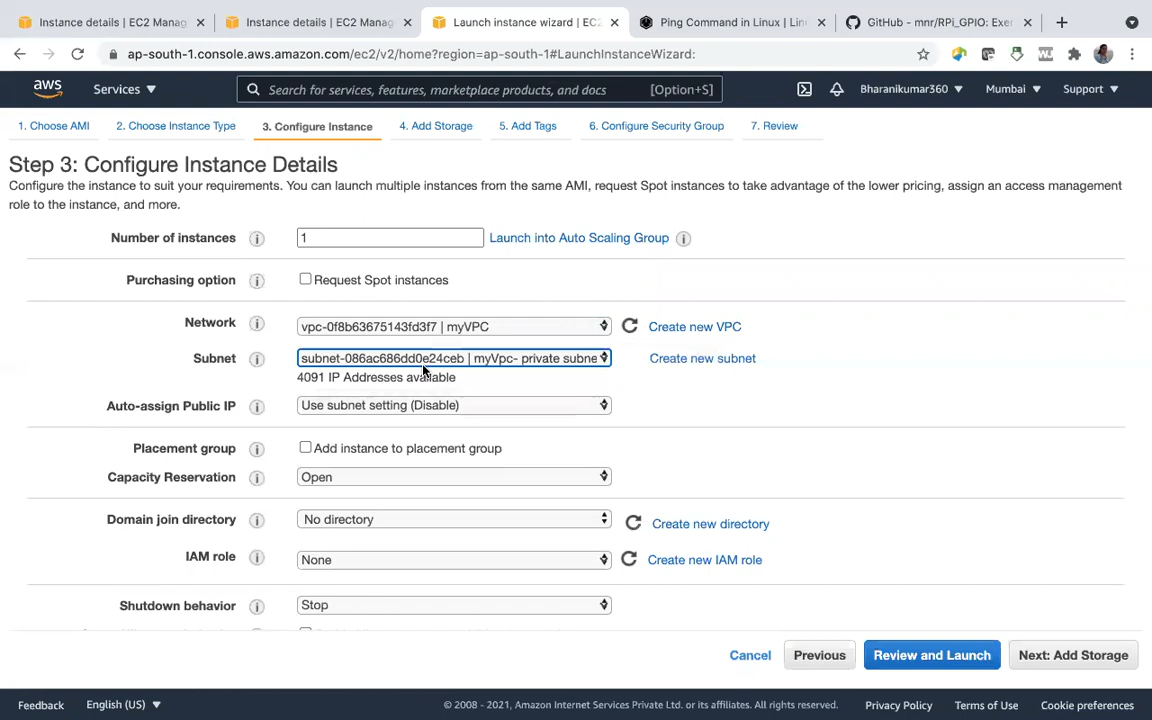 Instance details | EC2 Manag
Instance details | EC2 Manag
Launch instance wizard | EC2
Ping Command in Linux | Linu
GitHub - mnr/RPi_GPIO: Exer
ap-south-1.console.aws.amazon.com/ec2/v2/home?region=ap-south-1#LaunchInstanceWizard:
aws
Services
Search for services, features, marketplace products, and docs
[Option+S]
Bharanikumar360
Mumbai
Support
1. Choose AMI
2. Choose Instance Type
3. Configure Instance
4. Add Storage
5. Add Tags
6. Configure Security Group
7. Review
Step 3: Configure Instance Details
Configure the instance to suit your requirements. You can launch multiple instances from the same AMI, request Spot instances to take advantage of the lower pricing, assign an access management
role to the instance, and more.
Number of instances
1
Launch into Auto Scaling Group
Purchasing option
Request Spot instances
Network
vpc-0f8b63675143fd3f7 | myVPC
Create new VPC
Subnet
subnet-086ac686dd0e24ceb | myVpc- private subne
Create new subnet
4091 IP Addresses available
Auto-assign Public IP
Use subnet setting (Disable)
Placement group
Add instance to placement group
Capacity Reservation
Open
Domain join directory
No directory
Create new directory
IAM role
None
Create new IAM role
Shutdown behavior
Stop
Cancel
Previous
Review and Launch
Next: Add Storage
Feedback
English (US)
© 2008 - 2021, Amazon Internet Services Private Ltd. or its affiliates. All rights reserved.
Privacy Policy
Terms of Use
Cookie preferences